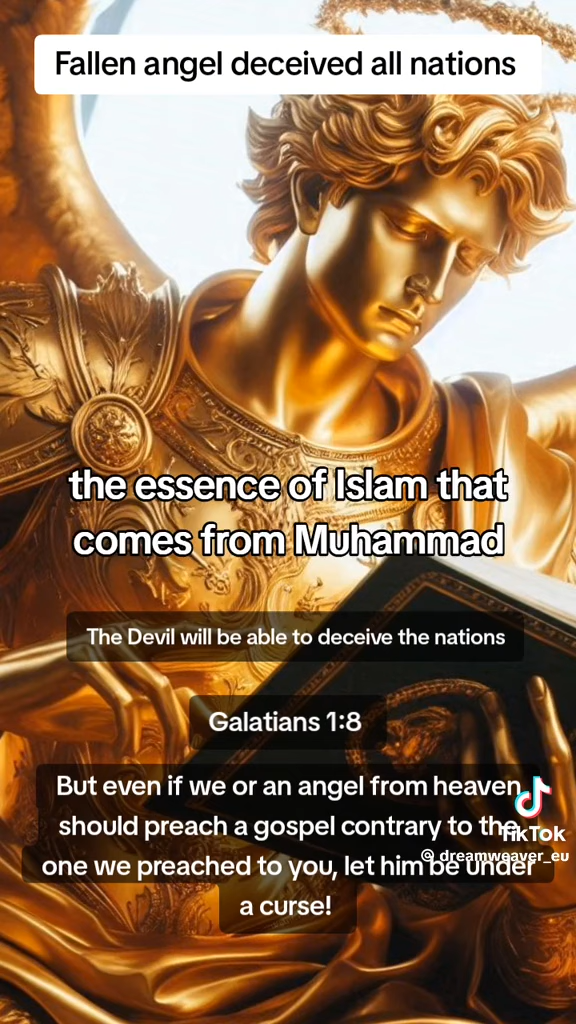 Fallen angel deceived all nations
the essence of Islam that
comes from Muhammad
The Devil will be able to deceive the nations
Galatians 1:8
But even if we or an angel from heaven
should preach a gospel contrary to the
one we preached to you, let him be under
a curse!
TikTok
@ dreamweaver_eu